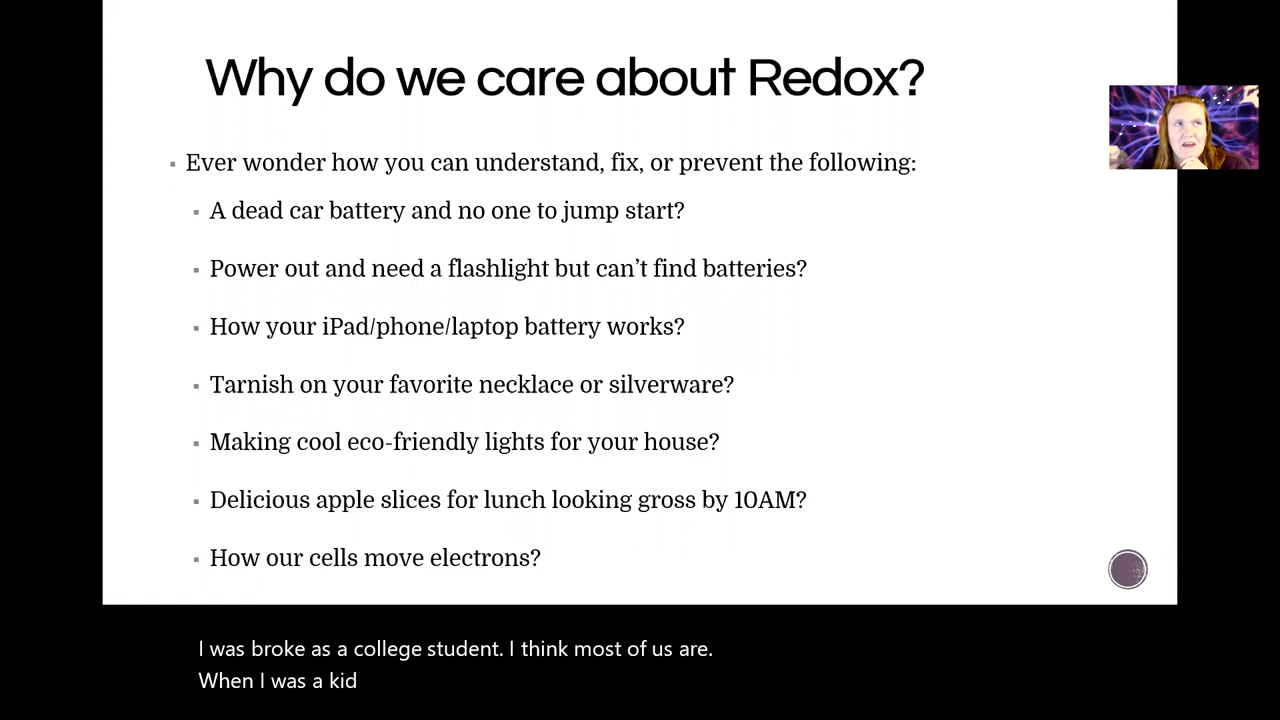 Why do we care about Redox?
▪ Ever wonder how you can understand, fix, or prevent the following:
▪ A dead car battery and no one to jump start?
▪ Power out and need a flashlight but can’t find batteries?
▪ How your iPad/phone/laptop battery works?
▪ Tarnish on your favorite necklace or silverware?
▪ Making cool eco-friendly lights for your house?
▪ Delicious apple slices for lunch looking gross by 10AM?
▪ How our cells move electrons?
I was broke as a college student. I think most of us are.
When I was a kid